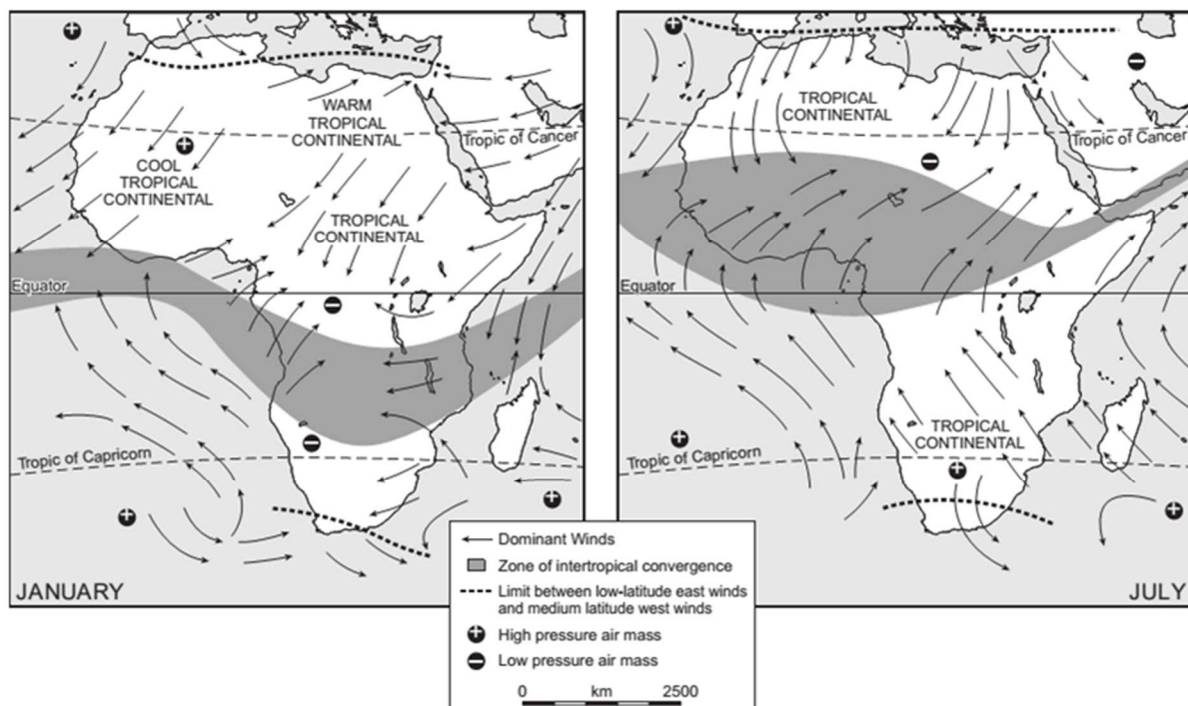 WARM
TROPICAL
CONTINENTAL
Tropic of Cancer
COOL
TROPICAL
CONTINENTAL
TROPICAL
CONTINENTAL
Equator
Tropic of Capricorn
JANUARY
TROPICAL
CONTINENTAL
Tropic of Cancer
Equator
TROPICAL
CONTINENTAL
Tropic of Capricorn
JULY
Dominant Winds
Zone of intertropical convergence
Limit between low-latitude east winds
and medium latitude west winds
High pressure air mass
Low pressure air mass
0 km 2500